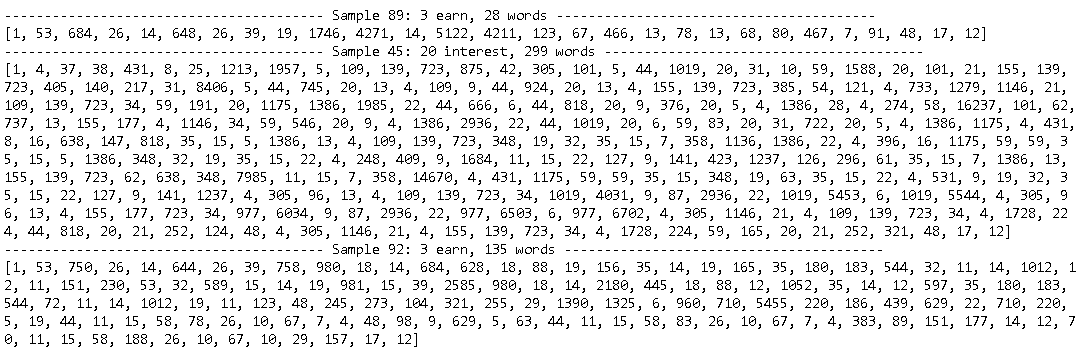 ---------------------------------------- Sample 89: 3 earn, 28 words ----------------------------------------
[1, 53, 684, 26, 14, 648, 26, 39, 19, 1746, 4271, 14, 5122, 4211, 123, 67, 466, 13, 78, 13, 68, 80, 467, 7, 91, 48, 17, 12]
---------------------------------------- Sample 45: 20 interest, 299 words ----------------------------------------
[1, 4, 37, 38, 431, 8, 25, 1213, 1957, 5, 109, 139, 723, 875, 42, 305, 101, 5, 44, 1019, 20, 31, 10, 59, 1588, 20, 101, 21, 155, 139,
723, 405, 140, 217, 31, 8406, 5, 44, 745, 20, 13, 4, 109, 9, 44, 924, 20, 13, 4, 155, 139, 723, 385, 54, 121, 4, 733, 1279, 1146, 21,
109, 139, 723, 34, 59, 191, 20, 1175, 1386, 1985, 22, 44, 666, 6, 44, 818, 20, 9, 376, 20, 5, 4, 1386, 28, 4, 274, 58, 16237, 101, 62,
737, 13, 155, 177, 4, 1146, 34, 59, 546, 20, 9, 4, 1386, 2936, 22, 44, 1019, 20, 6, 59, 83, 20, 31, 722, 20, 5, 4, 1386, 1175, 4, 431,
8, 16, 638, 147, 818, 35, 15, 5, 1386, 13, 4, 109, 139, 723, 348, 19, 32, 35, 15, 7, 358, 1136, 1386, 22, 4, 396, 16, 1175, 59, 59, 3
5, 15, 5, 1386, 348, 32, 19, 35, 15, 22, 4, 248, 409, 9, 1684, 11, 15, 22, 127, 9, 141, 423, 1237, 126, 296, 61, 35, 15, 7, 1386, 13,
155, 139, 723, 62, 638, 348, 7985, 11, 15, 7, 358, 14670, 4, 431, 1175, 59, 59, 35, 15, 348, 19, 63, 35, 15, 22, 4, 531, 9, 19, 32, 3
5, 15, 22, 127, 9, 141, 1237, 4, 305, 96, 13, 4, 109, 139, 723, 34, 1019, 4031, 9, 87, 2936, 22, 1019, 5453, 6, 1019, 5544, 4, 305, 9
6, 13, 4, 155, 177, 723, 34, 977, 6034, 9, 87, 2936, 22, 977, 6503, 6, 977, 6702, 4, 305, 1146, 21, 4, 109, 139, 723, 34, 4, 1728, 22
4, 44, 818, 20, 21, 252, 124, 48, 4, 305, 1146, 21, 4, 155, 139, 723, 34, 4, 1728, 224, 59, 165, 20, 21, 252, 321, 48, 17, 12]
---------------------------------------- Sample 92: 3 earn, 135 words ----------------------------------------
[1, 53, 750, 26, 14, 644, 26, 39, 758, 980, 18, 14, 684, 628, 18, 88, 19, 156, 35, 14, 19, 165, 35, 180, 183, 544, 32, 11, 14, 1012, 1
2, 11, 151, 230, 53, 32, 589, 15, 14, 19, 981, 15, 39, 2585, 980, 18, 14, 2180, 445, 18, 88, 12, 1052, 35, 14, 12, 597, 35, 180, 183,
544, 72, 11, 14, 1012, 19, 11, 123, 48, 245, 273, 104, 321, 255, 29, 1390, 1325, 6, 960, 710, 5455, 220, 186, 439, 629, 22, 710, 220,
5, 19, 44, 11, 15, 58, 78, 26, 10, 67, 7, 4, 48, 98, 9, 629, 5, 63, 44, 11, 15, 58, 83, 26, 10, 67, 7, 4, 383, 89, 151, 177, 14, 12, 7
0, 11, 15, 58, 188, 26, 10, 67, 10, 29, 157, 17, 12]